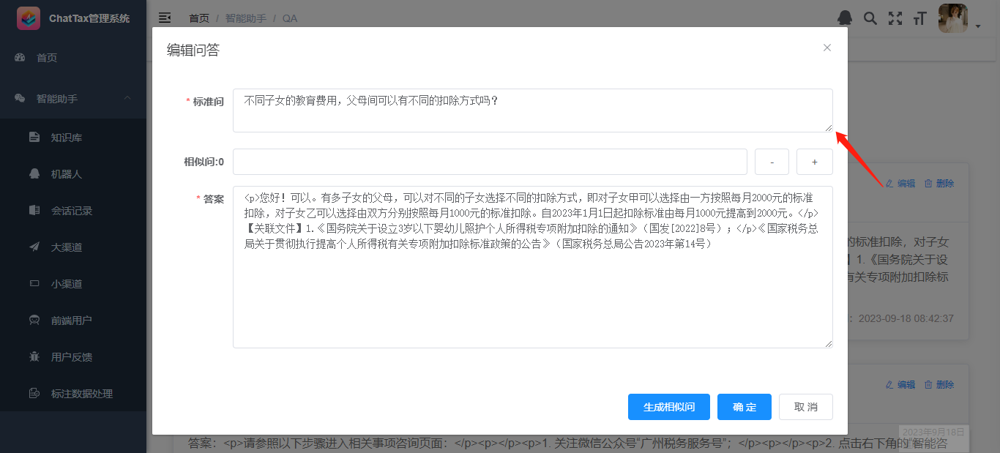 ChatTax管理系统
首页 / 智能助手 / QA
首页
智能助手
知识库
机器人
会话记录
大渠道
小渠道
前端用户
用户反馈
标注数据处理
编辑问答
* 标准问
不同子女的教育费用，父母间可以有不同的扣除方式吗？
相似问:0
-
+
* 答案
<p>您好！可以。有多子女的父母，可以对不同的子女选择不同的扣除方式，即对子女甲可以选择由一方按照每月2000元的标准
扣除，对子女乙可以选择由双方分别按照每月1000元的标准扣除。自2023年1月1日起扣除标准由每月1000元提高到2000元。</p>
【关联文件】1.《国务院关于设立3岁以下婴幼儿照护个人所得税专项附加扣除的通知》（国发[2022]8号）；</p>《国家税务总
局关于贯彻执行提高个人所得税有关专项附加扣除标准政策的公告》（国家税务总局公告2023年第14号）
生成相似问
确 定
取 消
编辑 删除
的标准扣除，对子女
】1.《国务院关于设
有关专项附加扣除标
：2023-09-18 08:42:37
编辑 删除
答案：<p>请参照以下步骤进入相关事项咨询页面：</p><p></p><p>1. 关注微信公众号“广州税务服务号”；</p><p></p><p>2. 点击右下角的“智能咨
2023年9月18日